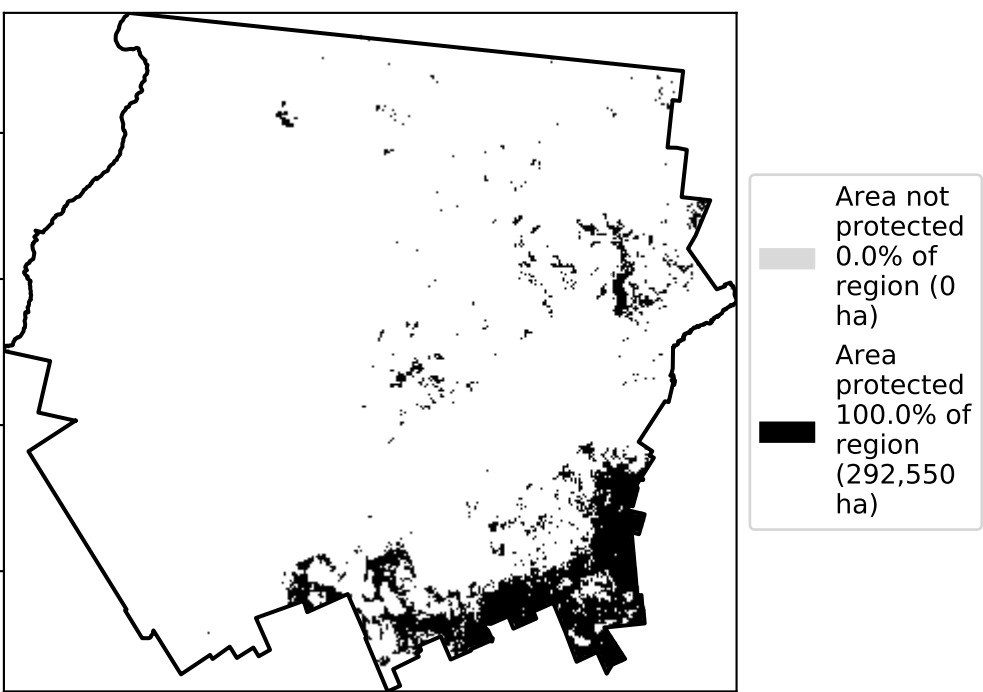 Area not
protected
0.0% of
region (0
ha)
Area
protected
100.0% of
region
(292,550
ha)